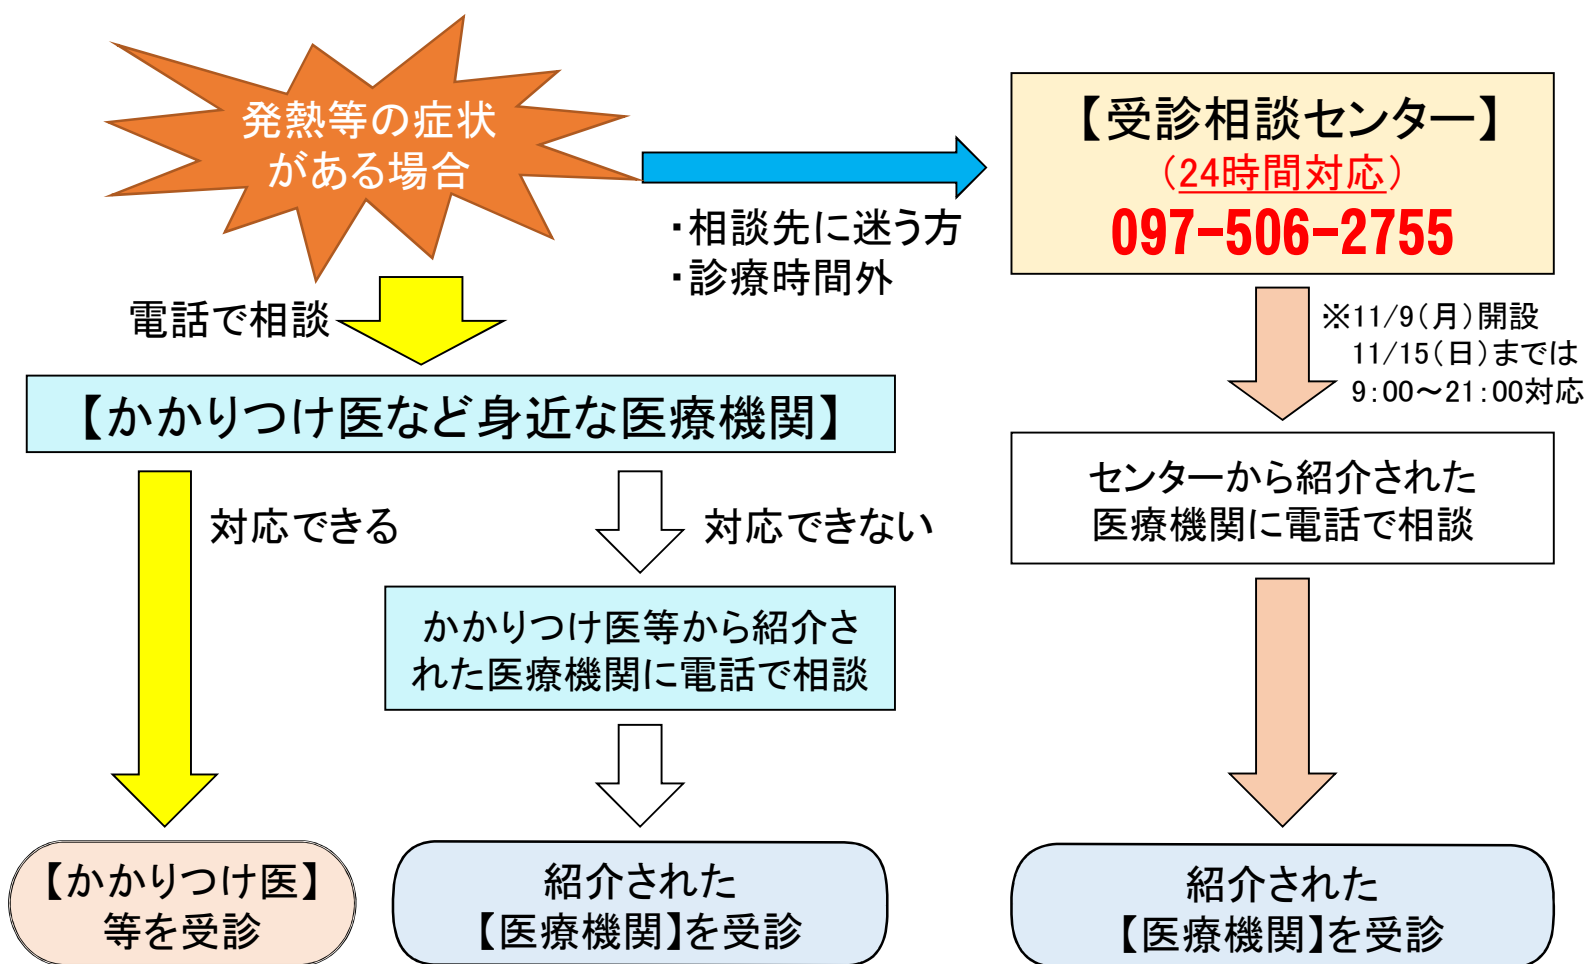 発熱等の症状
がある場合
・相談先に迷う方
・診療時間外
【受診相談センター】
（24時間対応）
097-506-2755
※11/9（月）開設
11/15（日）までは
9:00～21:00対応
電話で相談
【かかりつけ医など身近な医療機関】
対応できる
対応できない
かかりつけ医等から紹介さ
れた医療機関に電話で相談
センターから紹介された
医療機関に電話で相談
【かかりつけ医】
等を受診
紹介された
【医療機関】を受診
紹介された
【医療機関】を受診